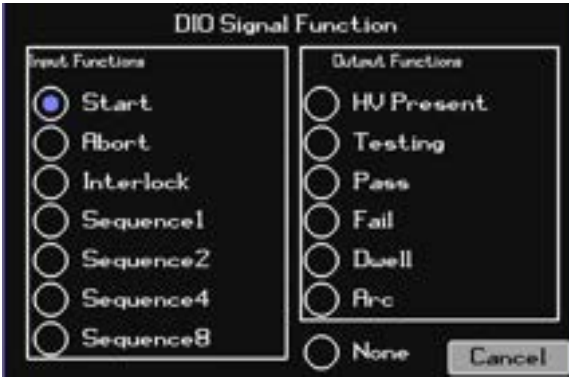 DIO Signal Function
Input Functions
Start
Abort
Interlock
Sequence1
Sequence2
Sequence4
Sequence8
Output Functions
HV Present
Testing
Pass
Fail
Dwell
Arc
None
Cancel